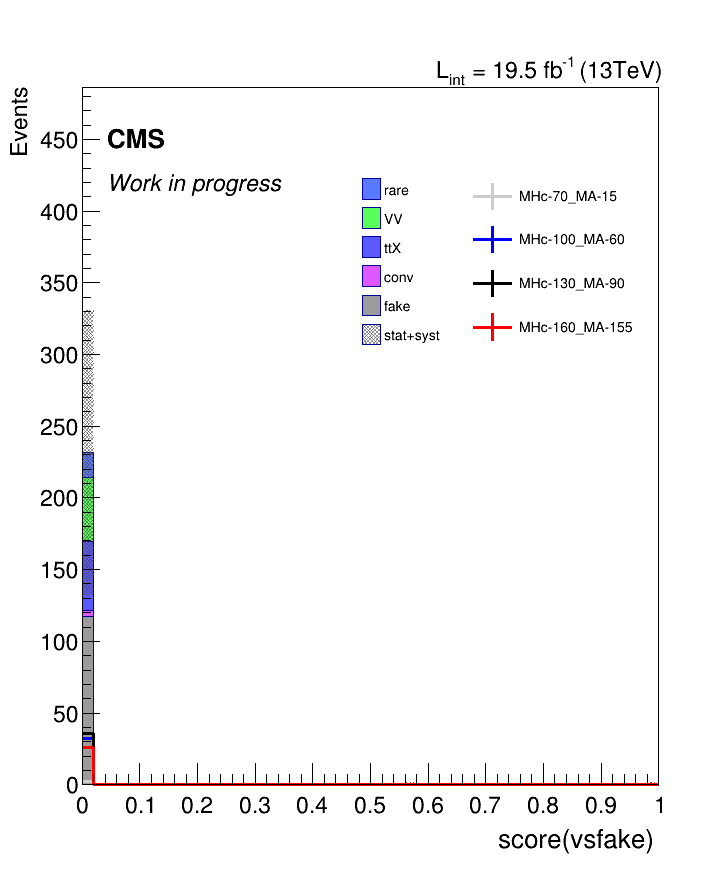 L_int = 19.5 fb^-1 (13TeV)
Events
CMS
Work in progress
rare
VV
ttX
conv
fake
stat+syst
MHc-70_MA-15
MHc-100_MA-60
MHc-130_MA-90
MHc-160_MA-155
450
400
350
300
250
200
150
100
50
0
0 0.1 0.2 0.3 0.4 0.5 0.6 0.7 0.8 0.9 1
score(vsfake)